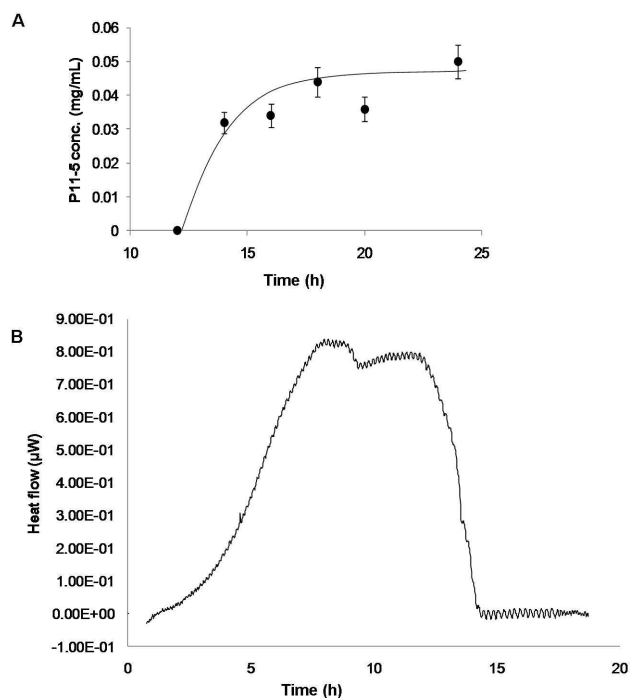 A
0.06
0.05
0.04
0.03
0.02
0.01
0
P11-5 conc. (mg/mL)
10 15 20 25
Time (h)
B
9.00E-01
8.00E-01
7.00E-01
6.00E-01
5.00E-01
4.00E-01
3.00E-01
2.00E-01
1.00E-01
0.00E+00
-1.00E-01
Heat flow (µW)
0 5 10 15 20
Time (h)